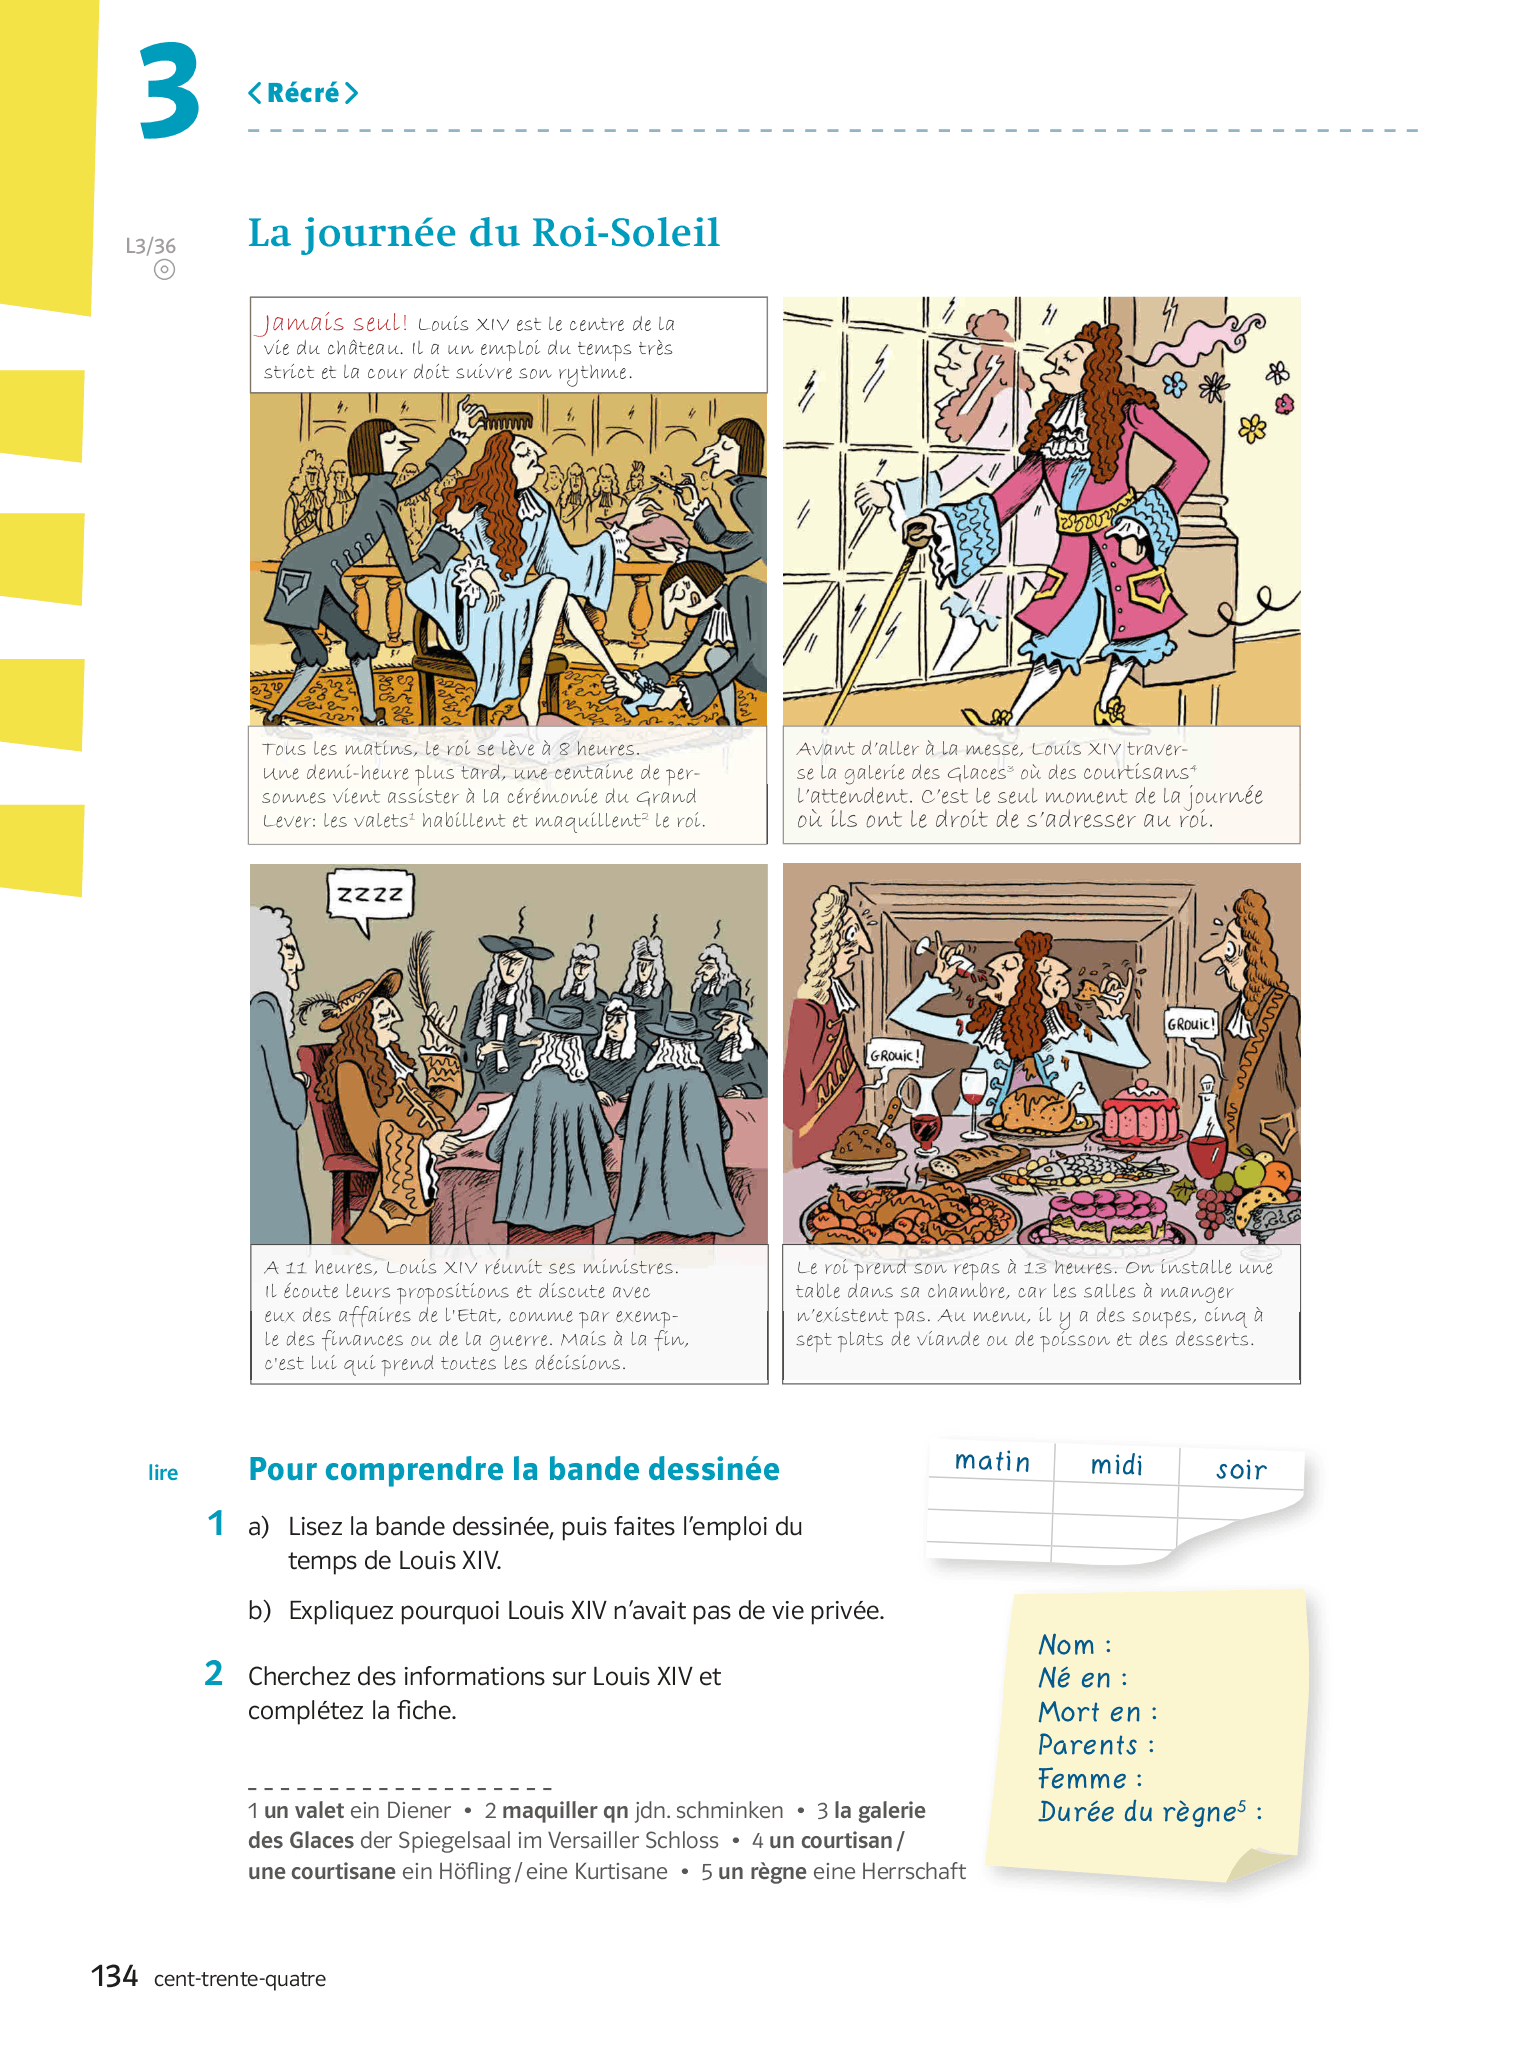 3
‹ Récré ›
L3/36
La journée du Roi-Soleil
Jamais seul! Louis XIV est le centre de la
vie du château. Il a un emploi du temps très
strict et la cour doit suivre son rythme.
Tous les matins, le roi se lève à 8 heures.
Une demi-heure plus tard, une centaine de per-
sonnes vient assister à la cérémonie du Grand
Lever: les valets¹ habillent et maquillent² le roi.
Avant d'aller à la messe, Louis XIV traver-
se la galerie des Glaces³ où des courtisans⁴
l'attendent. C'est le seul moment de la journée
où ils ont le droit de s'adresser au roi.
ZZZZ
A 11 heures, Louis XIV réunit ses ministres.
Il écoute leurs propositions et discute avec
eux des affaires de l'Etat, comme par exemp-
le des finances ou de la guerre. Mais à la fin,
c'est lui qui prend toutes les décisions.
GROUIC!
GROUIC!
Le roi prend son repas à 13 heures. On installe une
table dans sa chambre, car les salles à manger
n'existent pas. Au menu, il y a des soupes, cinq à
sept plats de viande ou de poisson et des desserts.
lire
Pour comprendre la bande dessinée
1 a) Lisez la bande dessinée, puis faites l'emploi du
temps de Louis XIV.
b) Expliquez pourquoi Louis XIV n'avait pas de vie privée.
matin midi soir
2 Cherchez des informations sur Louis XIV et
complétez la fiche.
Nom :
Né en :
Mort en :
Parents :
Femme :
Durée du règne⁵ :
1 un valet ein Diener • 2 maquiller qn jdn. schminken • 3 la galerie
des Glaces der Spiegelsaal im Versailler Schloss • 4 un courtisan /
une courtisane ein Höfling / eine Kurtisane • 5 un règne eine Herrschaft
134 cent-trente-quatre